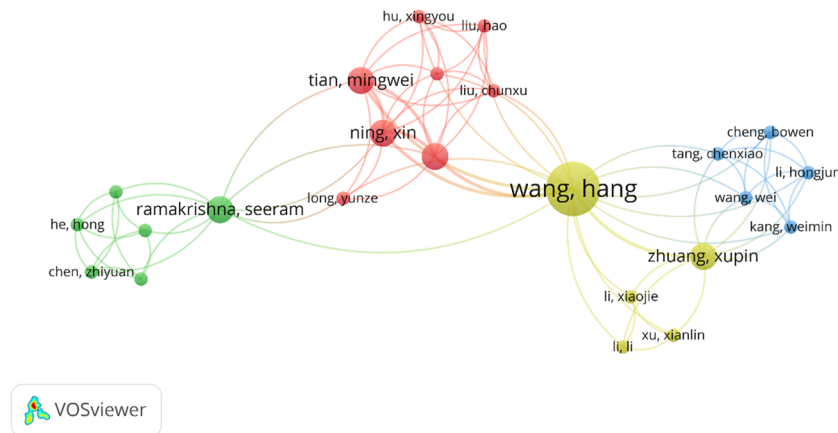 hu, xingyou
liu, hao
tian, mingwei
liu, chunxu
ning, xin
cheng, bowen
tang, chenxiao
li, hongjur
long, yunze
wang, hang
wang, wei
ramakrishna, seeram
he, hong
kang, weimin
zhuang, xupin
chen, zhiyuan
li, xiaojie
xu, xianlin
li, li
VOSviewer